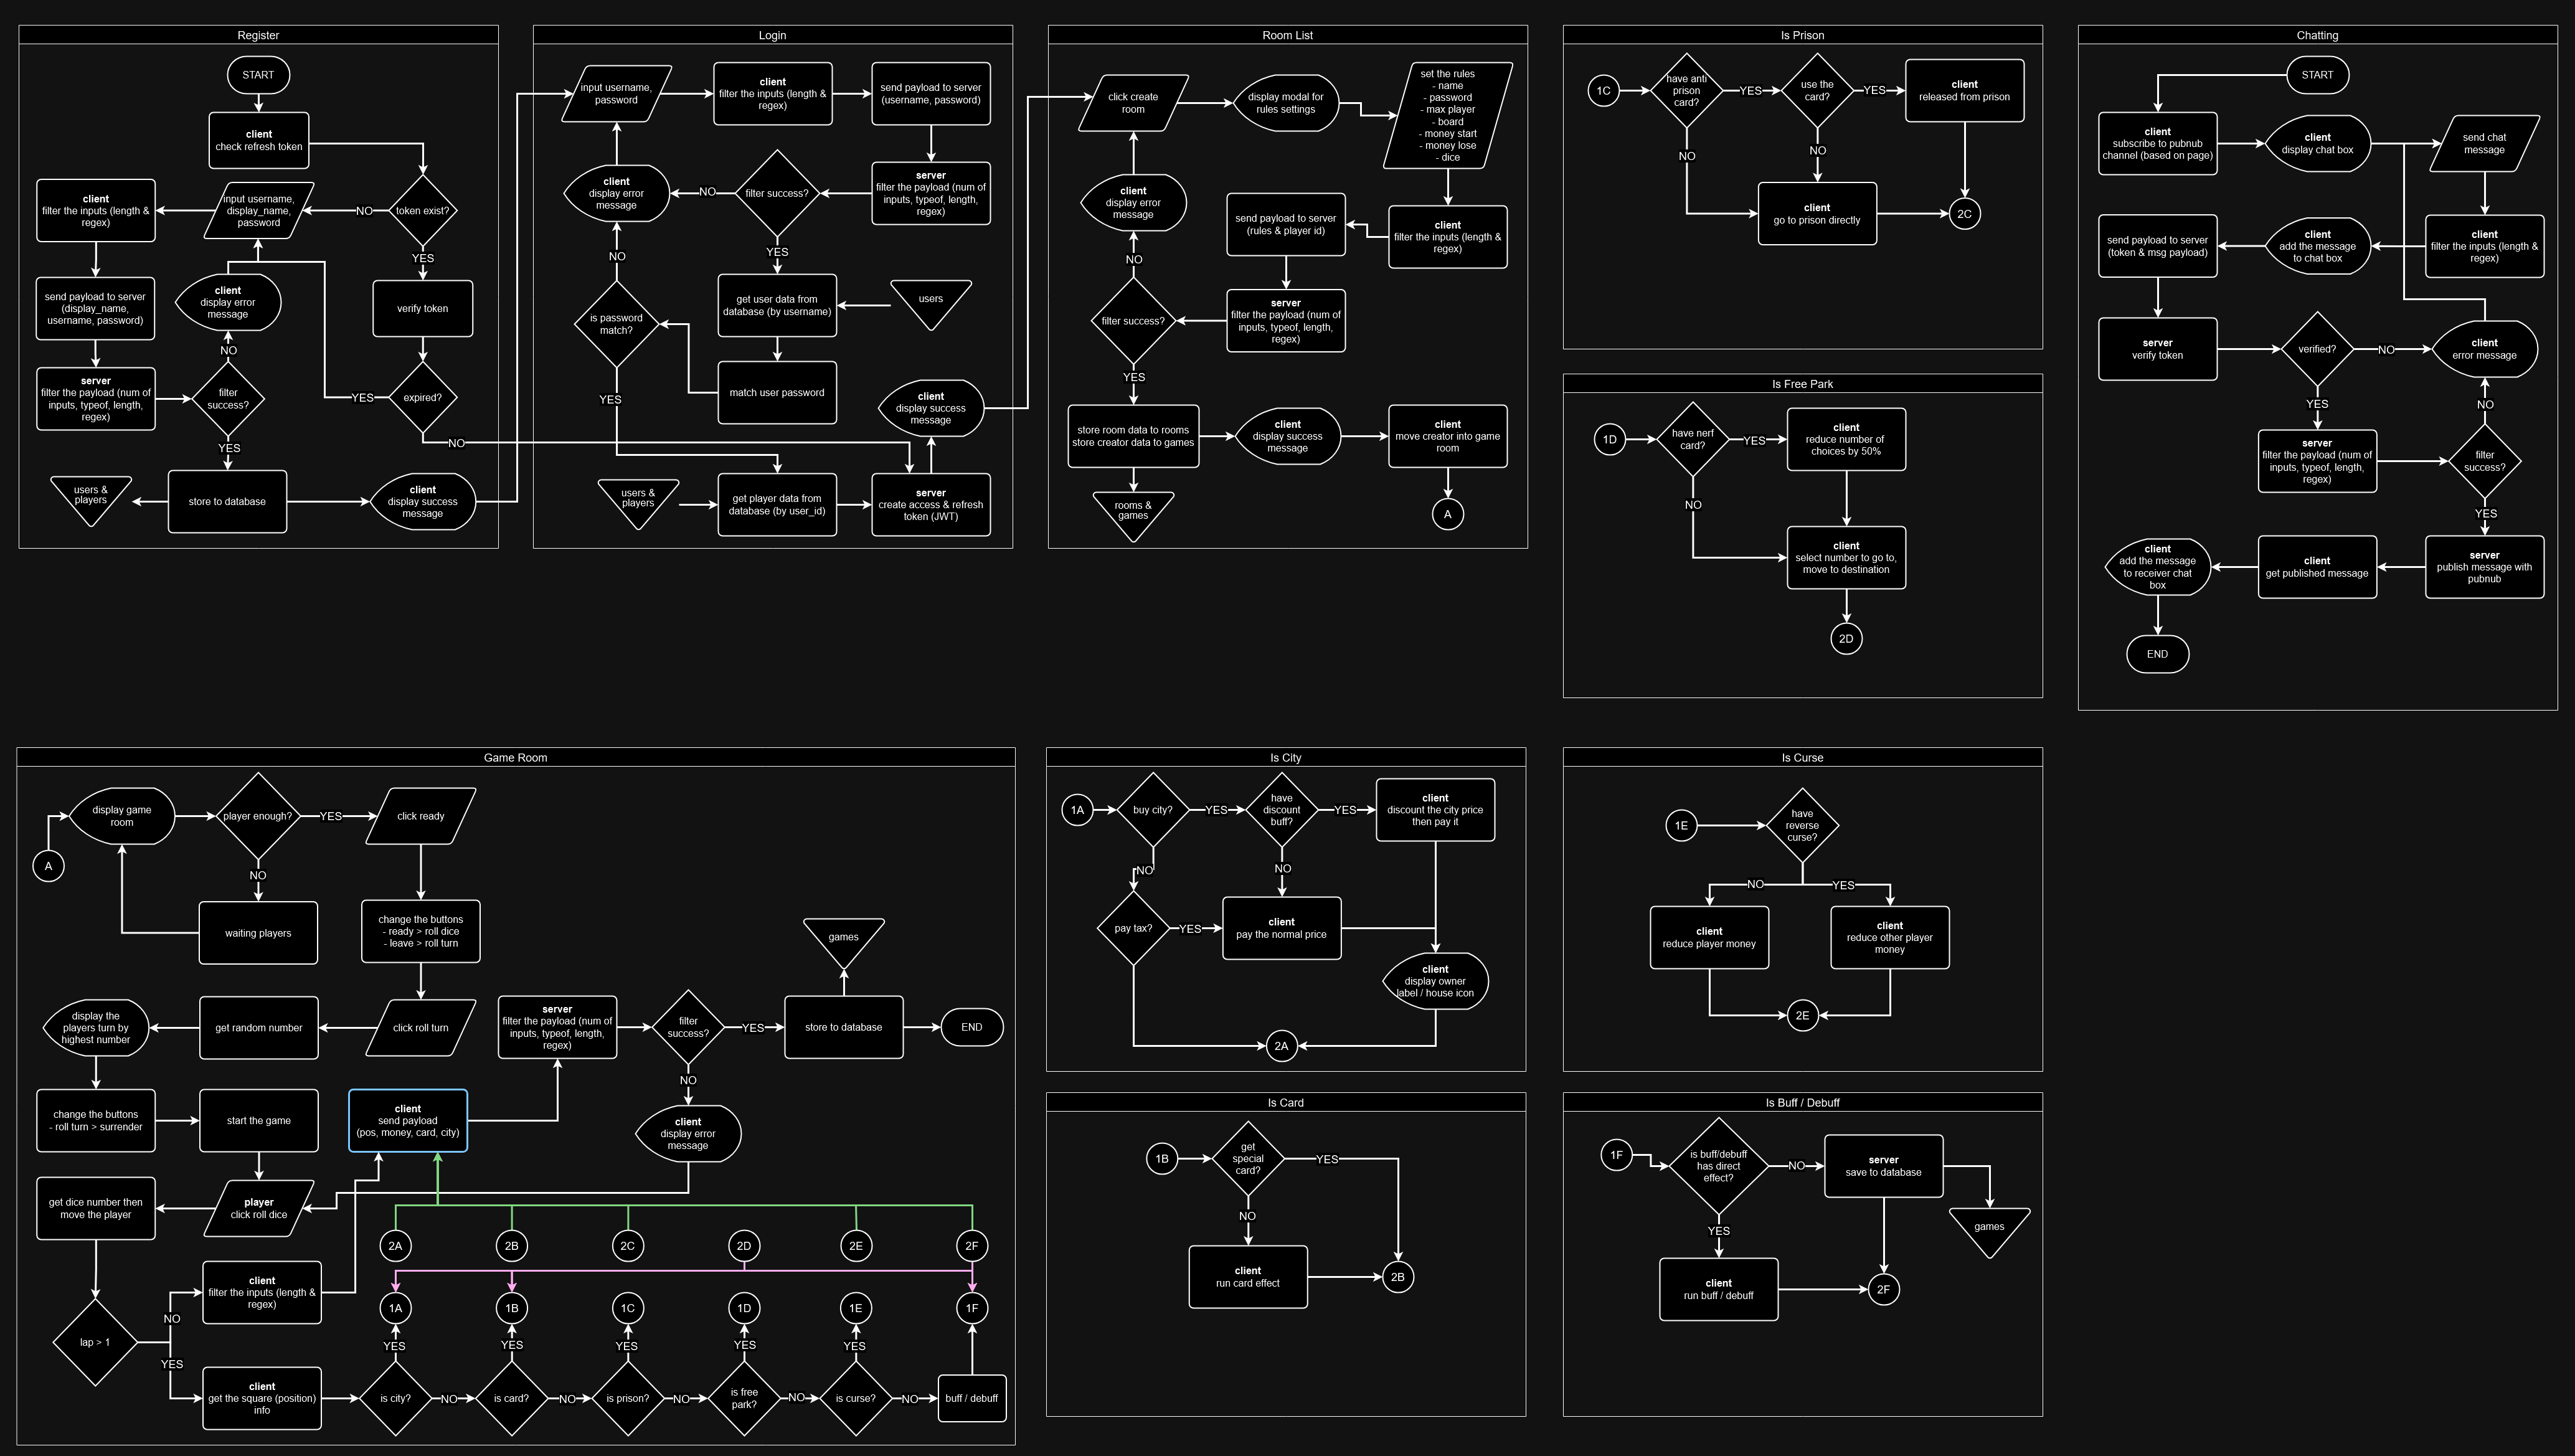 Register
START
client
check refresh token
token exist?
NO
YES
input username,
display_name,
password
client
filter the inputs (length &
regex)
send payload to server
(display_name,
username, password)
server
filter the payload (num of
inputs, typeof, length,
regex)
filter
success?
NO
YES
client
display error
message
verify token
expired?
YES
NO
store to database
users &
players
client
display success
message
Login
input username,
password
client
filter the inputs (length &
regex)
send payload to server
(username, password)
server
filter the payload (num of
inputs, typeof, length,
regex)
filter success?
NO
YES
client
display error
message
get user data from
database (by username)
users
match user password
is password
match?
NO
YES
users &
players
get player data from
database (by user_id)
server
create access & refresh
token (JWT)
client
display success
message
Room List
click create
room
display modal for
rules settings
set the rules
- name
- password
- max player
- board
- money start
- money lose
- dice
client
filter the inputs (length &
regex)
send payload to server
(rules & player id)
server
filter the payload (num of
inputs, typeof, length,
regex)
filter success?
NO
YES
client
display error
message
store room data to rooms
store creator data to games
rooms &
games
client
display success
message
client
move creator into game
room
A
Is Prison
1C
have anti
prison
card?
YES
NO
use the
card?
YES
NO
client
released from prison
client
go to prison directly
2C
Is Free Park
1D
have nerf
card?
YES
NO
client
reduce number of
choices by 50%
client
select number to go to,
move to destination
2D
Chatting
START
client
subscribe to pubnub
channel (based on page)
client
display chat box
send chat
message
client
filter the inputs (length &
regex)
client
add the message
to chat box
send payload to server
(token & msg payload)
server
verify token
verified?
NO
YES
client
error message
server
filter the payload (num of
inputs, typeof, length,
regex)
filter
success?
NO
YES
server
publish message with
pubnub
client
get published message
client
add the message
to receiver chat
box
END
Game Room
A
display game
room
player enough?
YES
NO
waiting players
click ready
change the buttons
- ready > roll dice
- leave > roll turn
click roll turn
get random number
display the
players turn by
highest number
change the buttons
- roll turn > surrender
start the game
player
click roll dice
get dice number then
move the player
lap > 1
NO
YES
client
filter the inputs (length &
regex)
client
get the square (position)
info
client
send payload
(pos, money, card, city)
server
filter the payload (num of
inputs, typeof, length,
regex)
filter
success?
YES
NO
client
display error
message
store to database
games
END
2A
2B
2C
2D
2E
2F
1A
1B
1C
1D
1E
1F
YES
YES
YES
YES
YES
is city?
NO
is card?
NO
is prison?
NO
is free
park?
NO
is curse?
NO
buff / debuff
Is City
1A
buy city?
YES
NO
have
discount
buff?
YES
NO
client
discount the city price
then pay it
pay tax?
YES
client
pay the normal price
client
display owner
label / house icon
2A
Is Curse
1E
have
reverse
curse?
NO
YES
client
reduce player money
client
reduce other player
money
2E
Is Card
1B
get
special
card?
YES
NO
client
run card effect
2B
Is Buff / Debuff
1F
is buff/debuff
has direct
effect?
NO
YES
server
save to database
games
client
run buff / debuff
2F